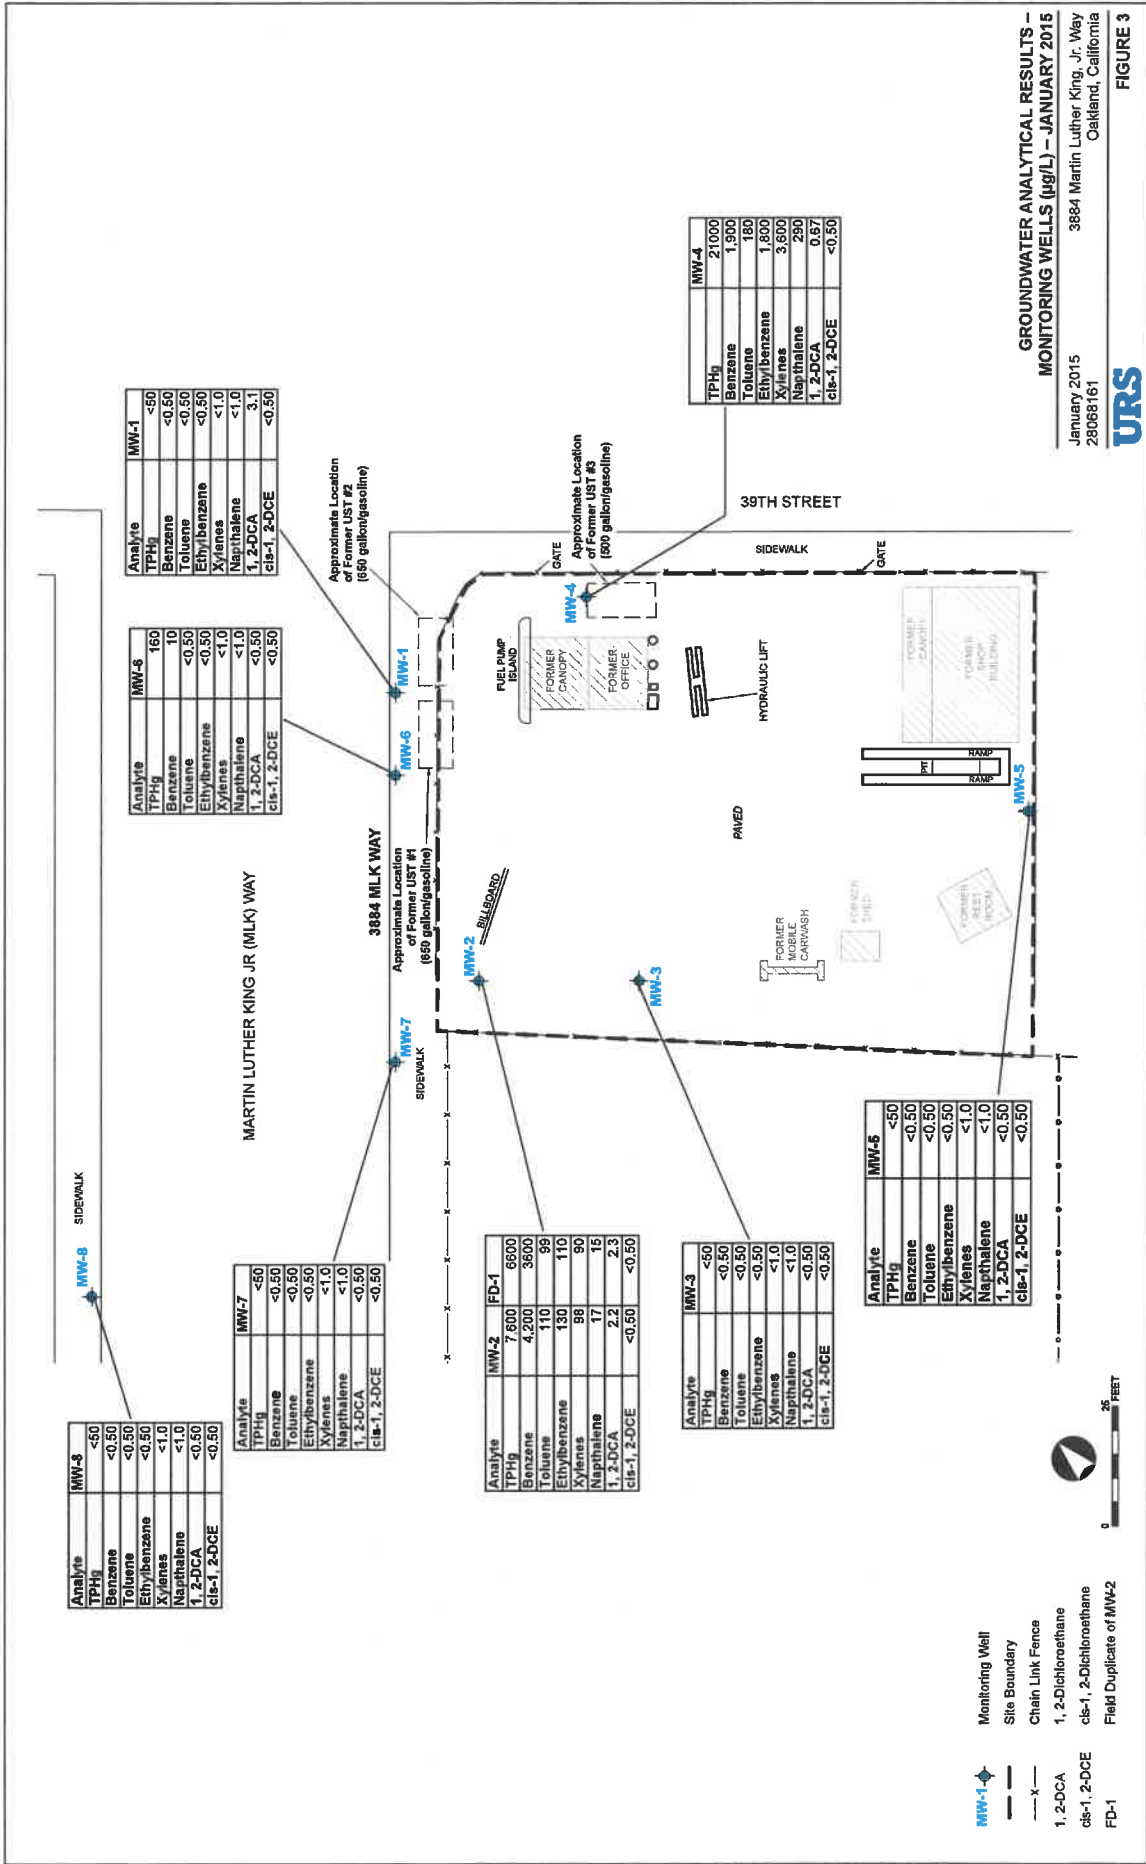 Analyte MW-8
TPHg <50
Benzene <0.50
Toluene <0.50
Ethylbenzene <0.50
Xylenes <1.0
Napthalene <1.0
1, 2-DCA <0.50
cis-1, 2-DCE <0.50
MW-8
SIDEWALK
Analyte MW-6
TPHg 160
Benzene 10
Toluene <0.50
Ethylbenzene <0.50
Xylenes <1.0
Napthalene <1.0
1, 2-DCA <0.50
cis-1, 2-DCE <0.50
Analyte MW-1
TPHg <50
Benzene <0.50
Toluene <0.50
Ethylbenzene <0.50
Xylenes <1.0
Napthalene <1.0
1, 2-DCA 3.1
cis-1, 2-DCE <0.50
MARTIN LUTHER KING JR (MLK) WAY
Analyte MW-7
TPHg <50
Benzene <0.50
Toluene <0.50
Ethylbenzene <0.50
Xylenes <1.0
Napthalene <1.0
1, 2-DCA <0.50
cis-1, 2-DCE <0.50
3884 MLK WAY
Approximate Location
of Former UST #2
(650 gallon/gasoline)
MW-7
MW-6
MW-1
SIDEWALK
Approximate Location
of Former UST #1
(650 gallon/gasoline)
MW-2
BILLBOARD
FUEL PUMP
ISLAND
GATE
FORMER
CANOPY
FORMER
OFFICE
Approximate Location
of Former UST #3
(500 gallon/gasoline)
MW-4
Analyte MW-2 FD-1
TPHg 7,600 6600
Benzene 4,200 3600
Toluene 110 99
Ethylbenzene 130 110
Xylenes 98 90
Napthalene 17 15
1, 2-DCA 2.2 2.3
cis-1, 2-DCE <0.50 <0.50
MW-3
39TH STREET
SIDEWALK
MW-4
TPHg 21000
Benzene 1,900
Toluene 180
Ethylbenzene 1,800
Xylenes 3,600
Napthalene 290
1, 2-DCA 0.67
cis-1, 2-DCE <0.50
Analyte MW-3
TPHg <50
Benzene <0.50
Toluene <0.50
Ethylbenzene <0.50
Xylenes <1.0
Napthalene <1.0
1, 2-DCA <0.50
cis-1, 2-DCE <0.50
PAVED
HYDRAULIC LIFT
FORMER
MOBILE
CARWASH
FORMER
SHED
GATE
FORMER
CANOPY
FORMER
SHOP
BUILDING
RAMP
PIT
RAMP
FORMER
REST
ROOM
MW-5
Analyte MW-5
TPHg <50
Benzene <0.50
Toluene <0.50
Ethylbenzene <0.50
Xylenes <1.0
Napthalene <1.0
1, 2-DCA <0.50
cis-1, 2-DCE <0.50
MW-1 Monitoring Well
Site Boundary
x Chain Link Fence
1, 2-DCA 1, 2-Dichloroethane
cis-1, 2-DCE cis-1, 2-Dichloroethane
FD-1 Field Duplicate of MW-2
0 25
FEET
GROUNDWATER ANALYTICAL RESULTS –
MONITORING WELLS (µg/L) – JANUARY 2015
January 2015 3884 Martin Luther King, Jr. Way
28068161 Oakland, California
URS
FIGURE 3